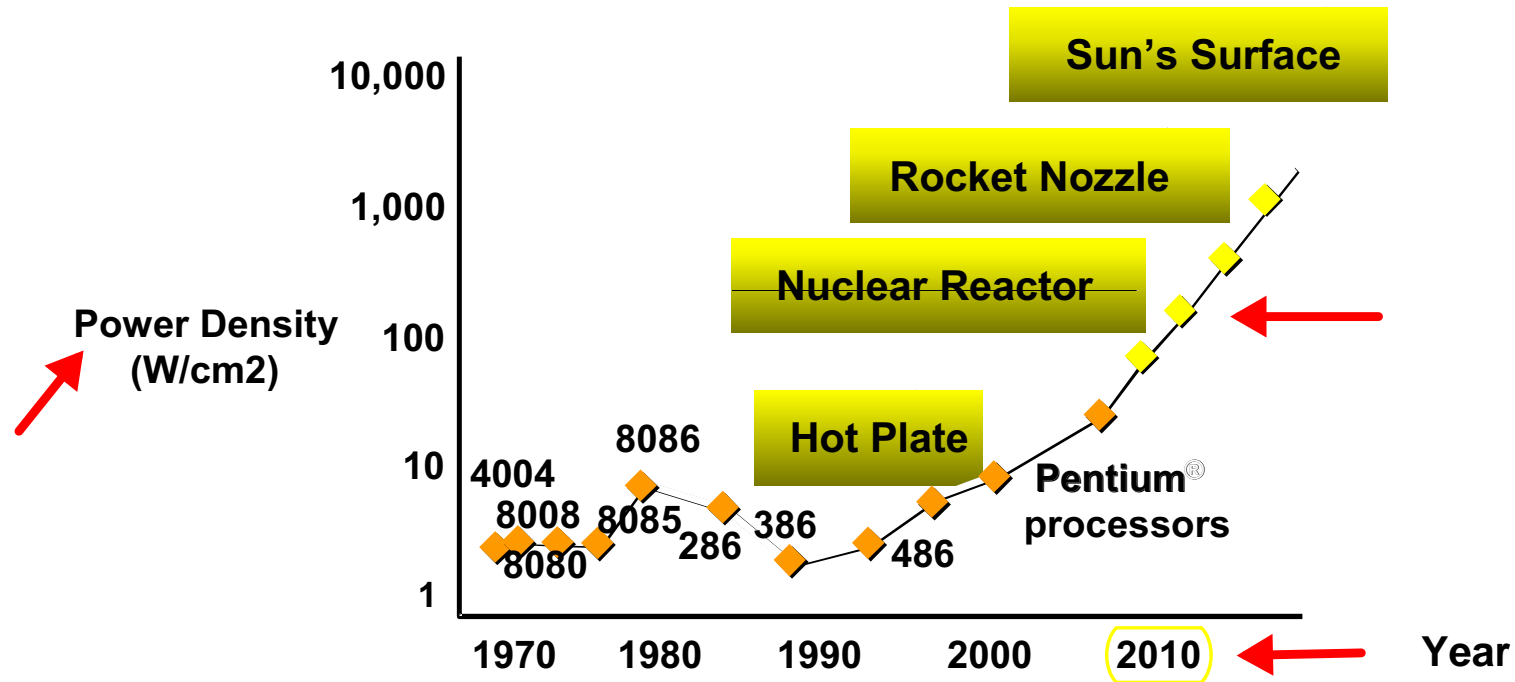 Sun's Surface
10,000
Rocket Nozzle
1,000
Nuclear Reactor
Power Density
(W/cm2)
100
Hot Plate
8086
10
4004
Pentium®
processors
8008
8085
386
8080
286
486
1
1970
1980
1990
2000
2010
Year